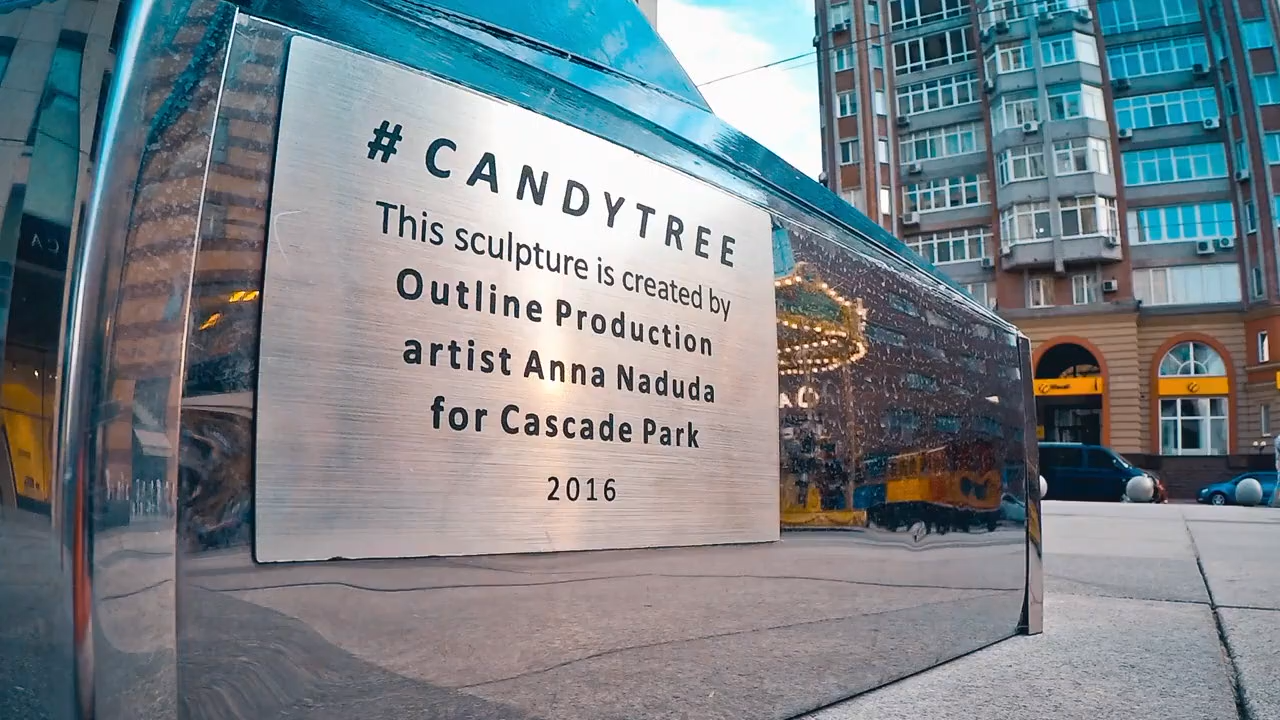 # CANDYTREE
This sculpture is created by
Outline Production
artist Anna Naduda
for Cascade Park
2016